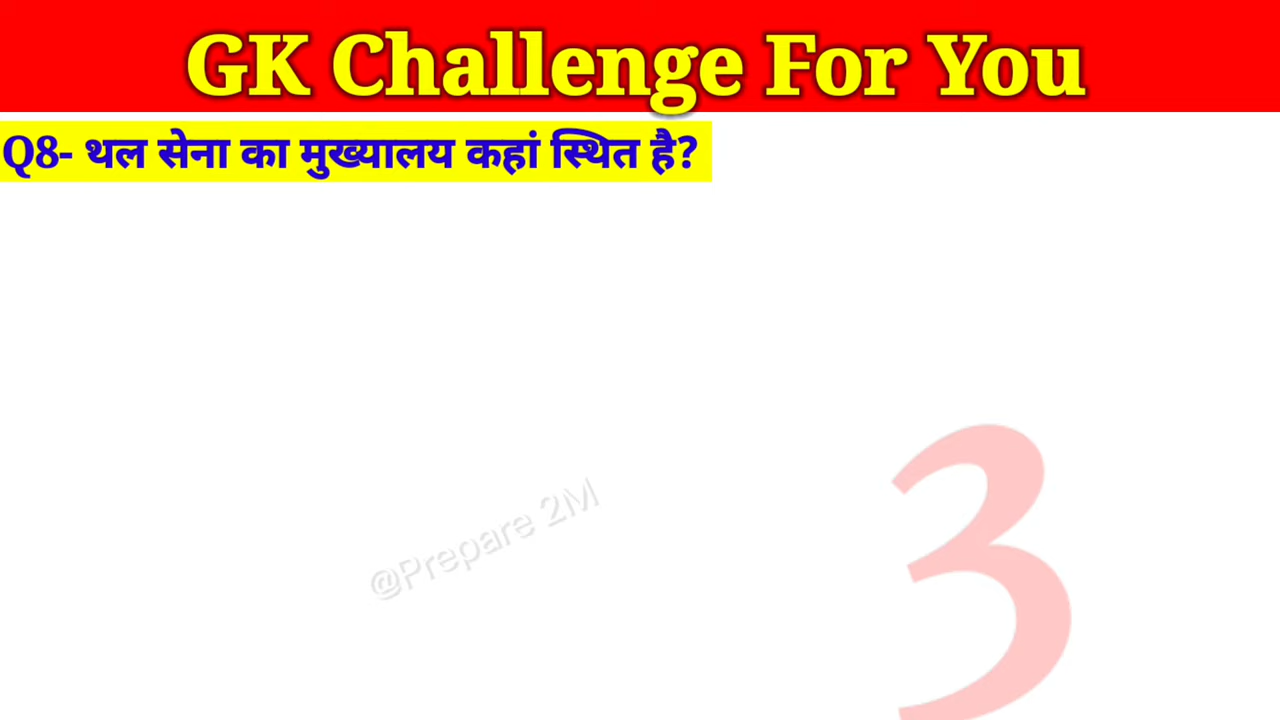 GK Challenge For You
Q8- थल सेना का मुख्यालय कहां स्थित है?
@Prepare 2M
3